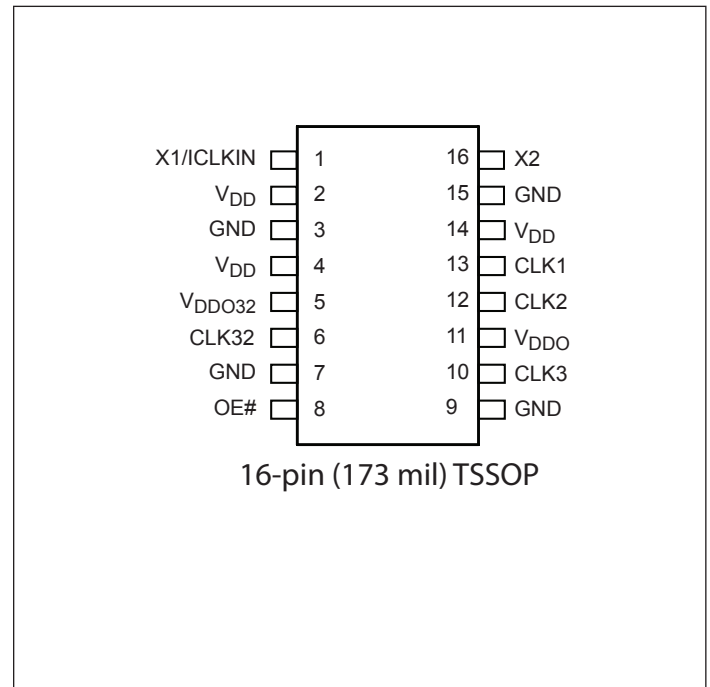 X1/ICLKIN 1 16 X2
VDD 2 15 GND
GND 3 14 VDD
VDD 4 13 CLK1
VDDO32 5 12 CLK2
CLK32 6 11 VDDO
GND 7 10 CLK3
OE# 8 9 GND
16-pin (173 mil) TSSOP